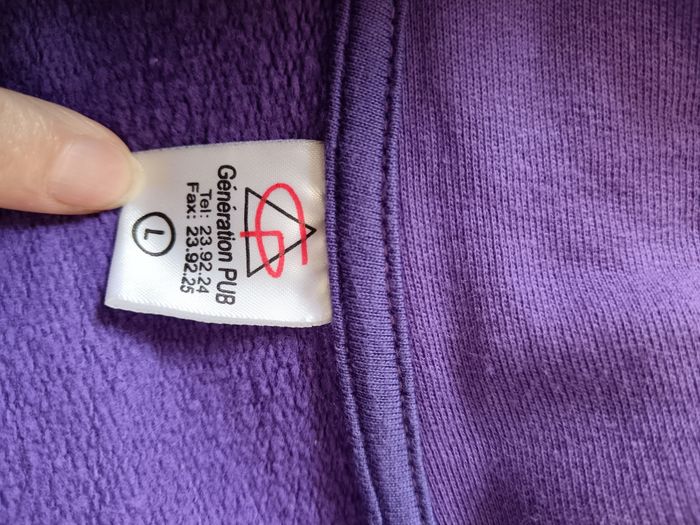 Génération PUB
Tel: 23.92.24
Fax: 23.92.25
L